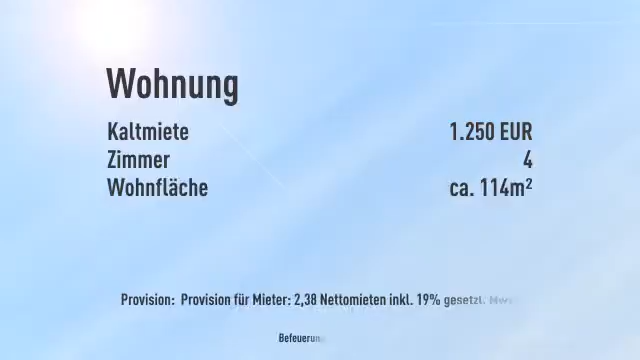 Wohnung
Kaltmiete 1.250 EUR
Zimmer 4
Wohnfläche ca. 114m²
Provision: Provision für Mieter: 2,38 Nettomieten inkl. 19% gesetzl.